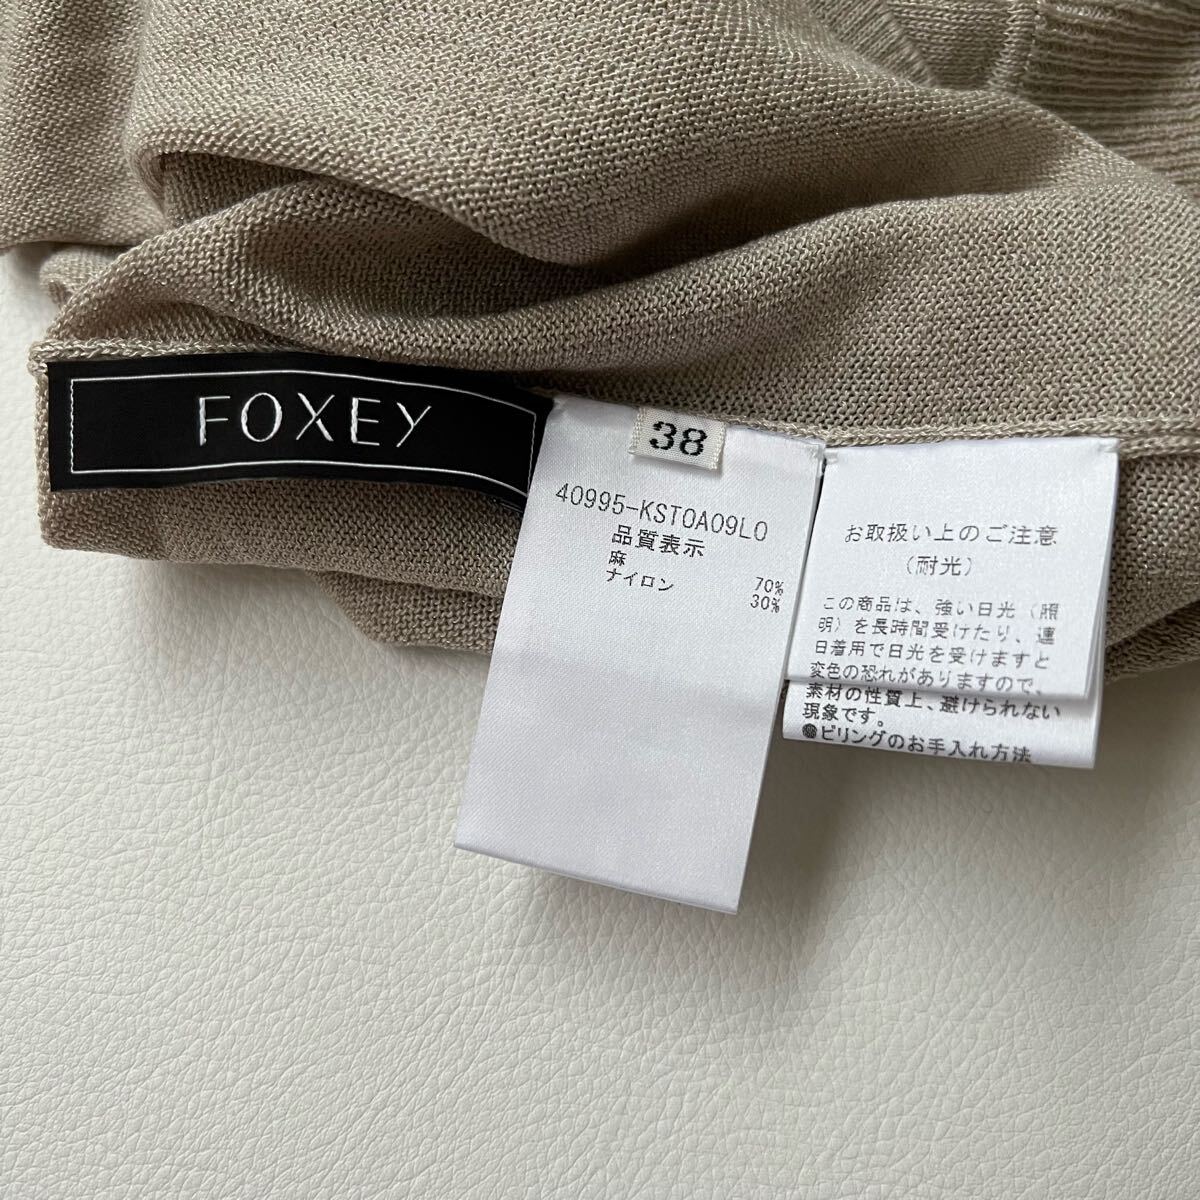 FOXEY
38
40995-KST0A09L0
品質表示
麻 70%
ナイロン 30%
お取扱い上のご注意
(耐光)
この商品は、強い日光(照
明)を長時間受けたり、連
日着用で日光を受けますと
変色の恐れがありますので、
素材の性質上、避けられない
現象です。
●ピリングのお手入れ方法